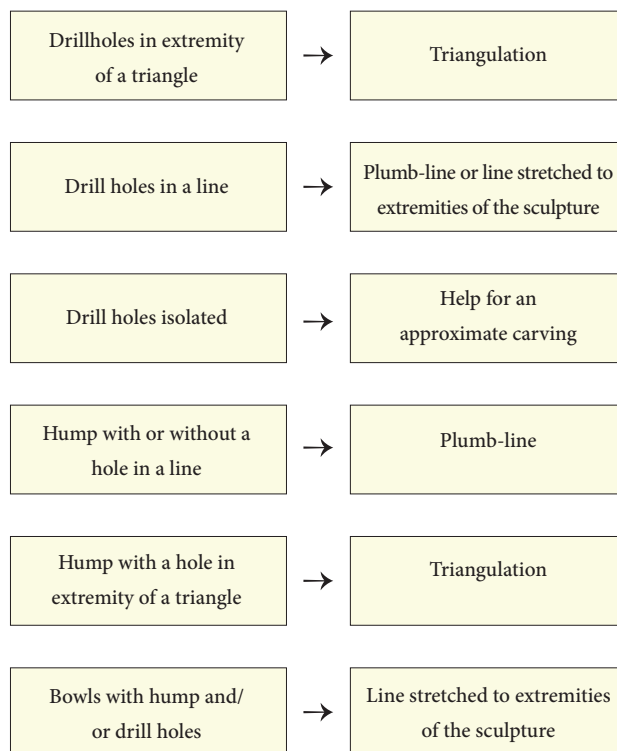 Drillholes in extremity
of a triangle
Triangulation
Drill holes in a line
Plumb-line or line stretched to
extremities of the sculpture
Drill holes isolated
Help for an
approximate carving
Hump with or without a
hole in a line
Plumb-line
Hump with a hole in
extremity of a triangle
Triangulation
Bowls with hump and/
or drill holes
Line stretched to extremities
of the sculpture